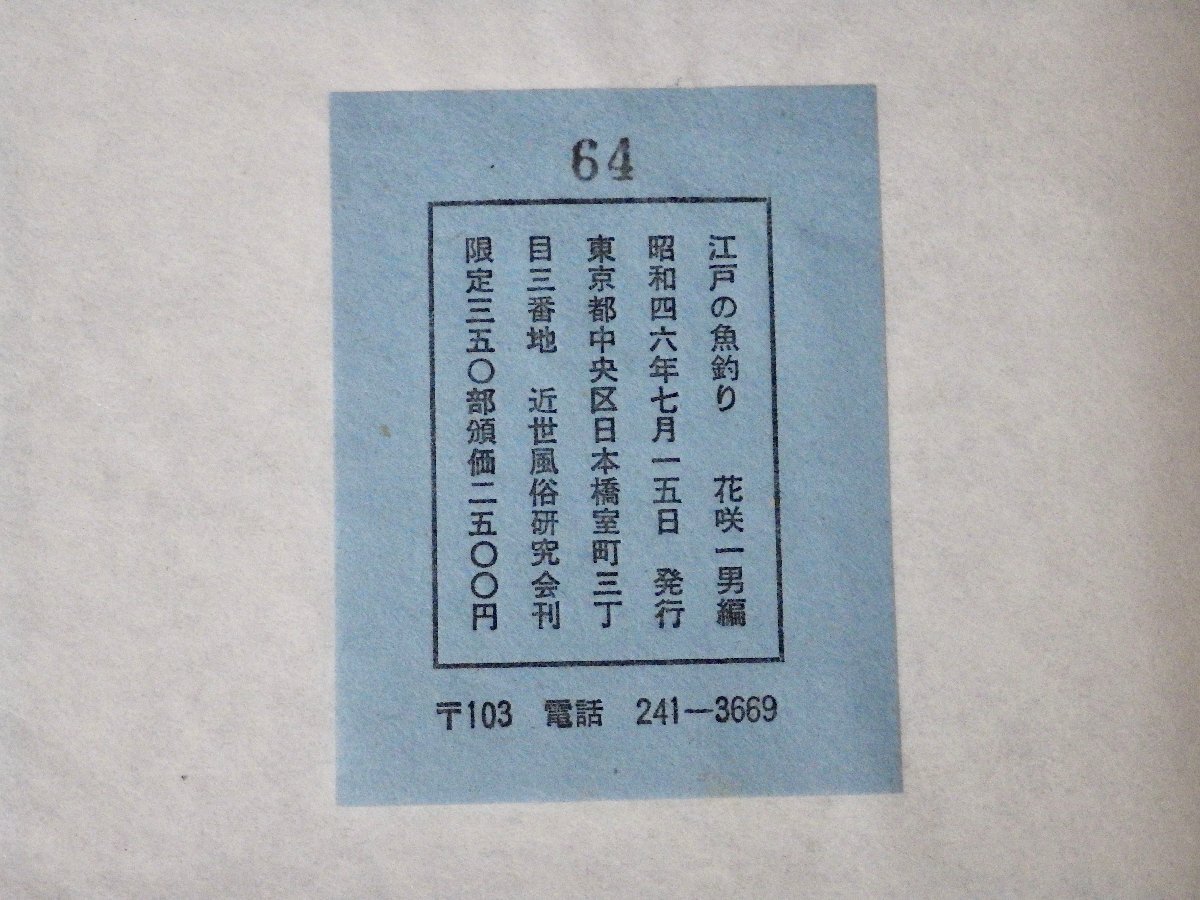 64
江戸の魚釣り　花咲一男編
昭和四六年七月一五日　発行
東京都中央区日本橋室町三丁
目三番地　近世風俗研究会刊
限定三五〇部頒価二五〇〇円
〒103　電話　241—3669